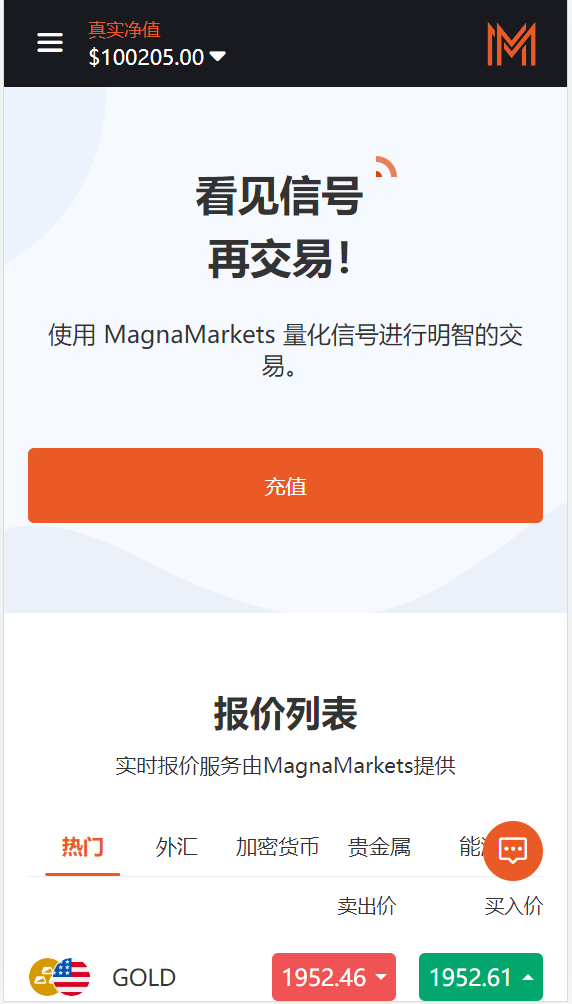 真实净值
$100205.00
看见信号
再交易！
使用 MagnaMarkets 量化信号进行明智的交
易。
充值
报价列表
实时报价服务由MagnaMarkets提供
热门 外汇 加密货币 贵金属 能
卖出价 买入价
GOLD 1952.46 1952.61